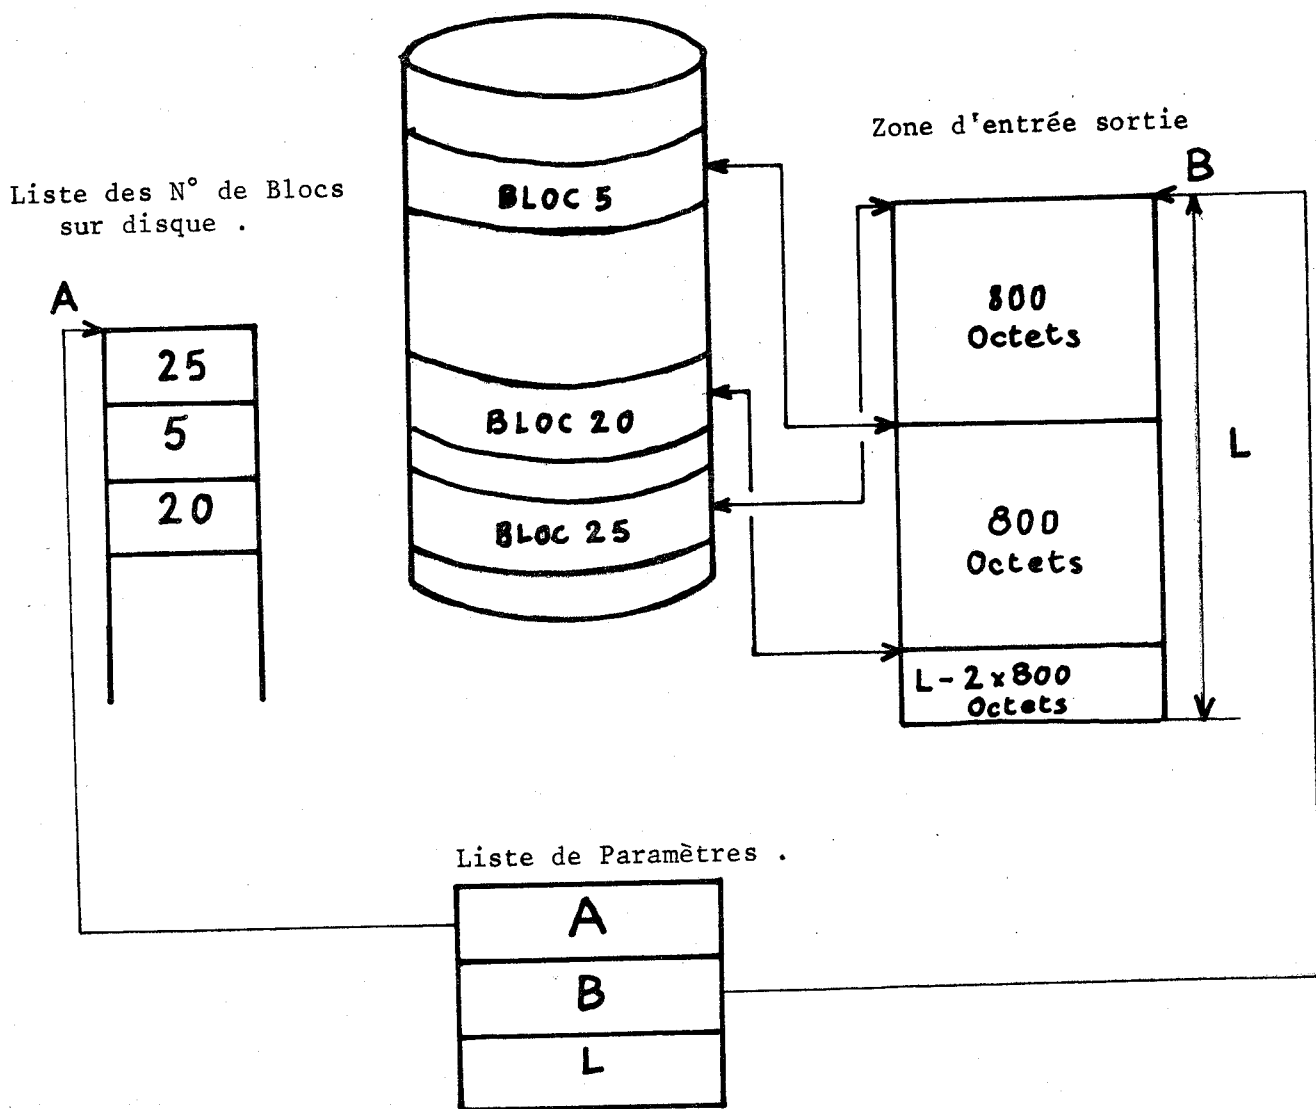 Zone d'entrée sortie
Liste des N° de Blocs
sur disque .
A
25
5
20
BLOC 5
BLOC 20
BLOC 25
B
800
Octets
800
Octets
L - 2 x 800
Octets
L
Liste de Paramètres .
A
B
L